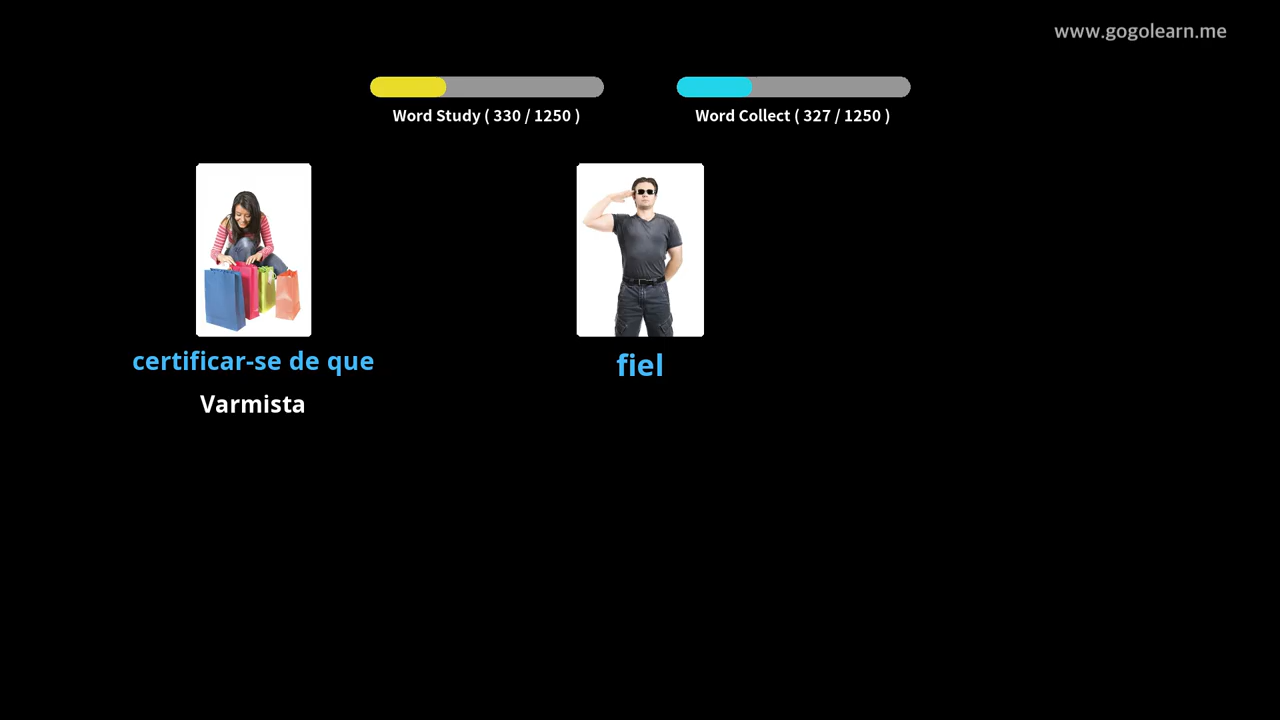 www.gogolearn.me
Word Study ( 330 / 1250 )
Word Collect ( 327 / 1250 )
certificar-se de que
Varmista
fiel